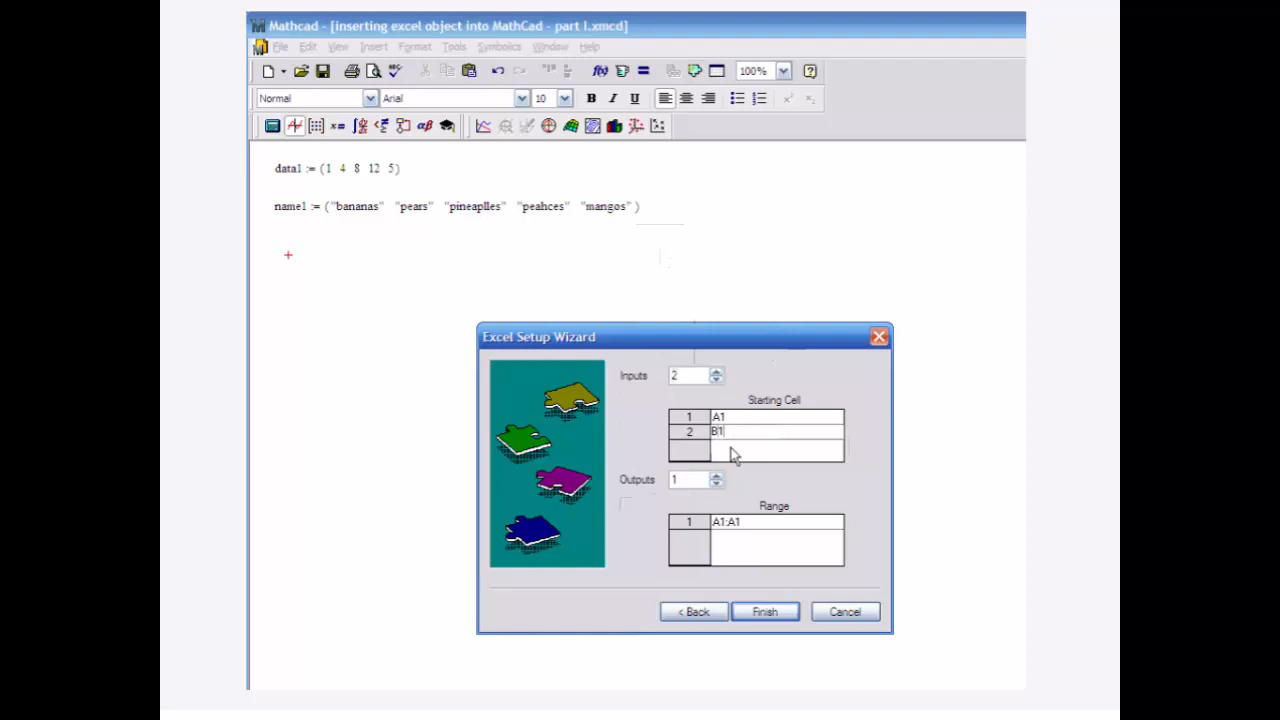 Mathcad - [inserting excel object into MathCad - part I.xmcd]
File Edit View Insert Format Tools Symbolics Window Help
100%
Normal Arial 10 B I U
data1 := (1 4 8 12 5)
name1 := ("bananas" "pears" "pineaplles" "peahces" "mangos" )
Excel Setup Wizard
Inputs 2
Starting Cell
1 A1
2 B1
Outputs 1
Range
1 A1:A1
< Back Finish Cancel